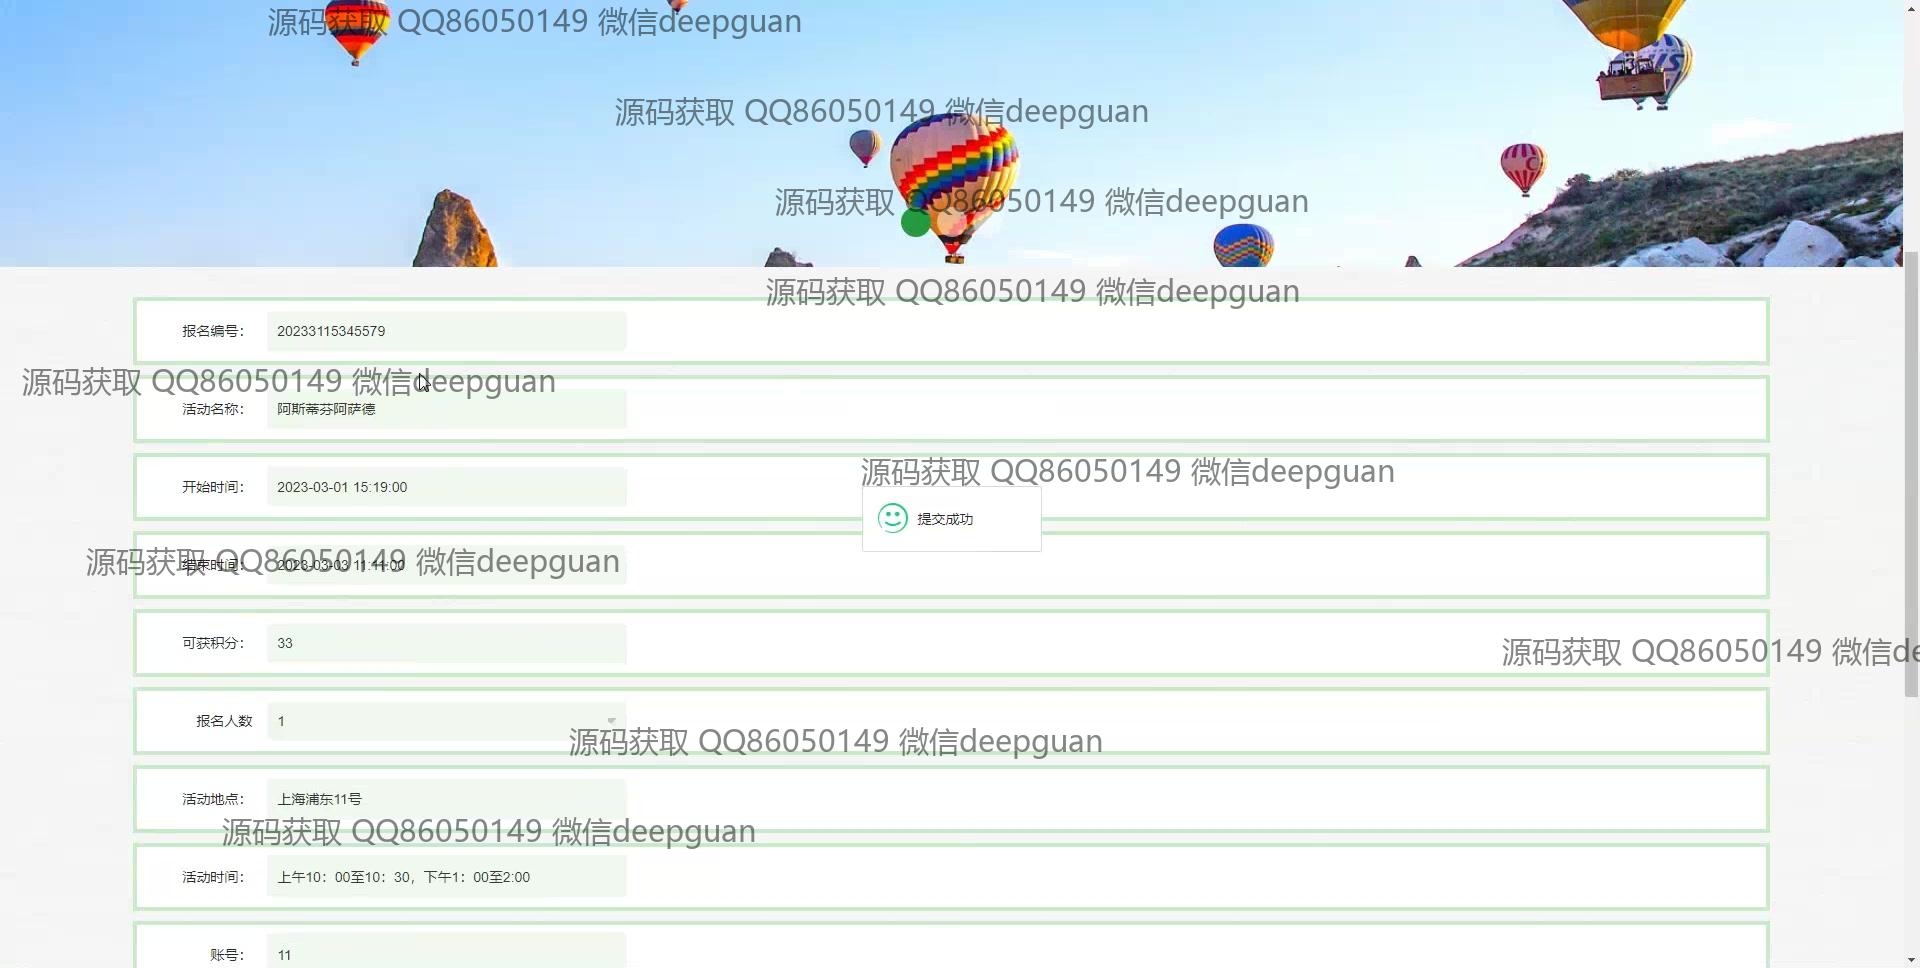 源码获取 QQ86050149 微信deepguan
源码获取 QQ86050149 微信deepguan
源码获取 QQ86050149 微信deepguan
源码获取 QQ86050149 微信deepguan
报名编号： 20233115345579
源码获取 QQ86050149 微信deepguan
活动名称： 阿斯蒂芬阿萨德
源码获取 QQ86050149 微信deepguan
开始时间： 2023-03-01 15:19:00
提交成功
源码获取 QQ86050149 微信deepguan
结束时间： 2023-03-03 11:44:00
可获积分： 33
源码获取 QQ86050149 微信de
报名人数 1
源码获取 QQ86050149 微信deepguan
活动地点： 上海浦东11号
源码获取 QQ86050149 微信deepguan
活动时间： 上午10：00至10：30，下午1：00至2:00
账号： 11